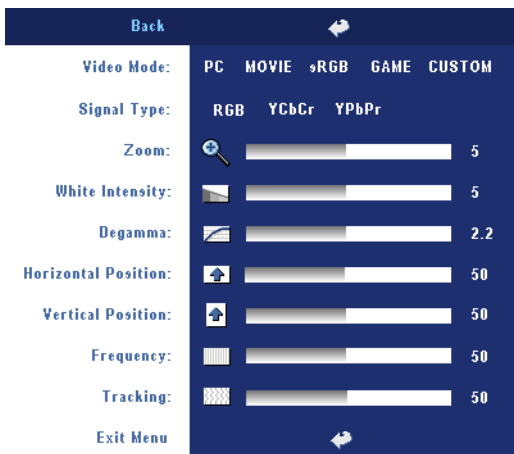 Back
Video Mode: PC MOVIE sRGB GAME CUSTOM
Signal Type: RGB YCbCr YPbPr
Zoom: 5
White Intensity: 5
Degamma: 2.2
Horizontal Position: 50
Vertical Position: 50
Frequency: 50
Tracking: 50
Exit Menu